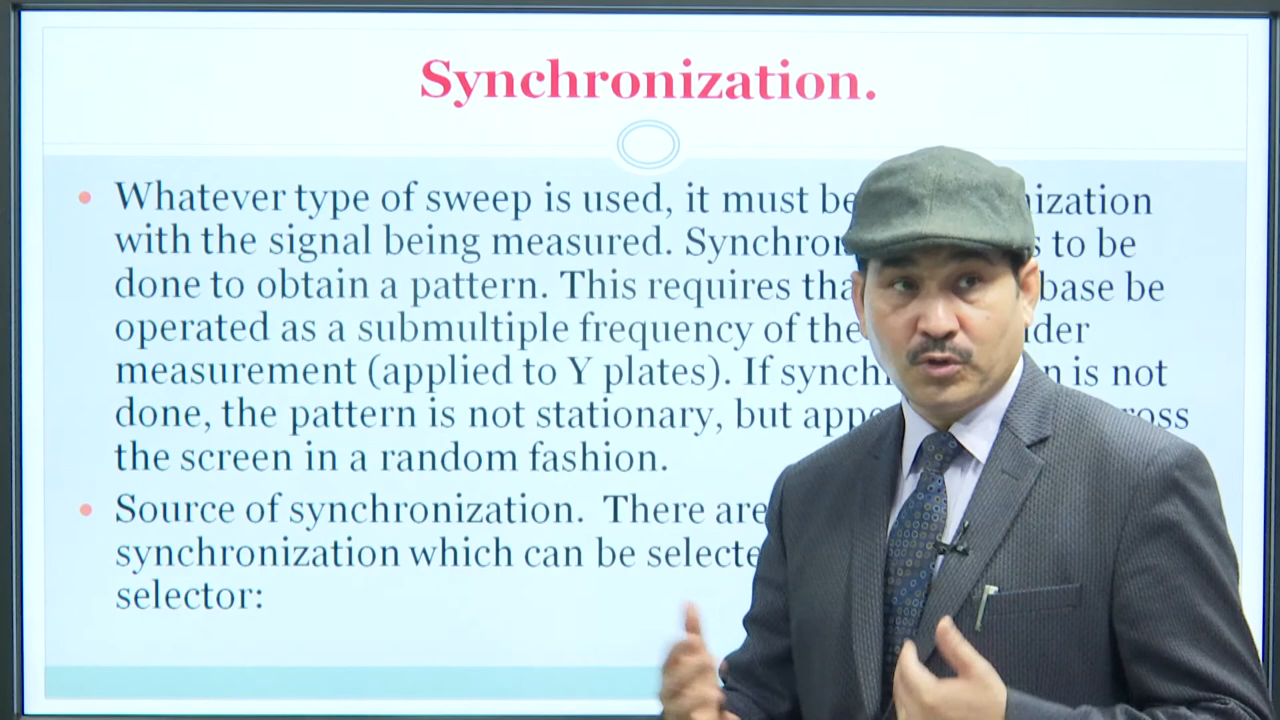 Synchronization.
• Whatever type of sweep is used, it must be nization
with the signal being measured. Synchron s to be
done to obtain a pattern. This requires tha base be
operated as a submultiple frequency of the der
measurement (applied to Y plates). If synch n is not
done, the pattern is not stationary, but appe ross
the screen in a random fashion.
• Source of synchronization. There are
synchronization which can be selecte
selector: